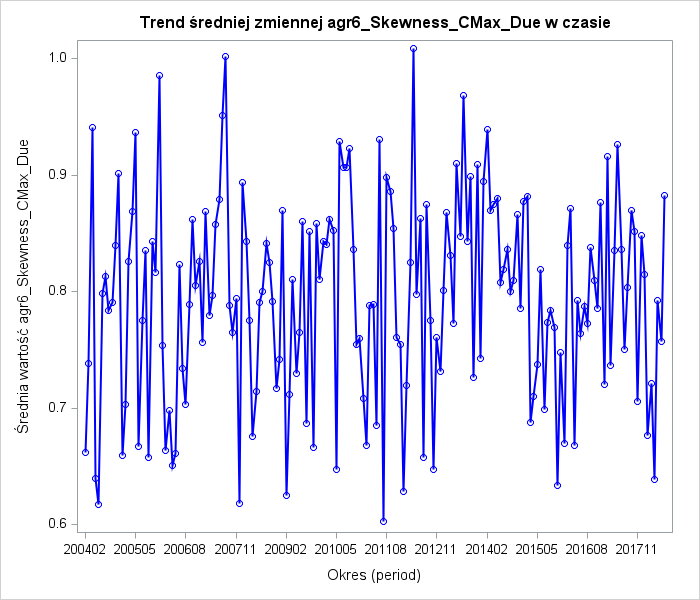 Trend średniej zmiennej agr6_Skewness_CMax_Due w czasie
Średnia wartość agr6_Skewness_CMax_Due
1.0
0.9
0.8
0.7
0.6
200402 200505 200608 200711 200902 201005 201108 201211 201402 201505 201608 201711
Okres (period)